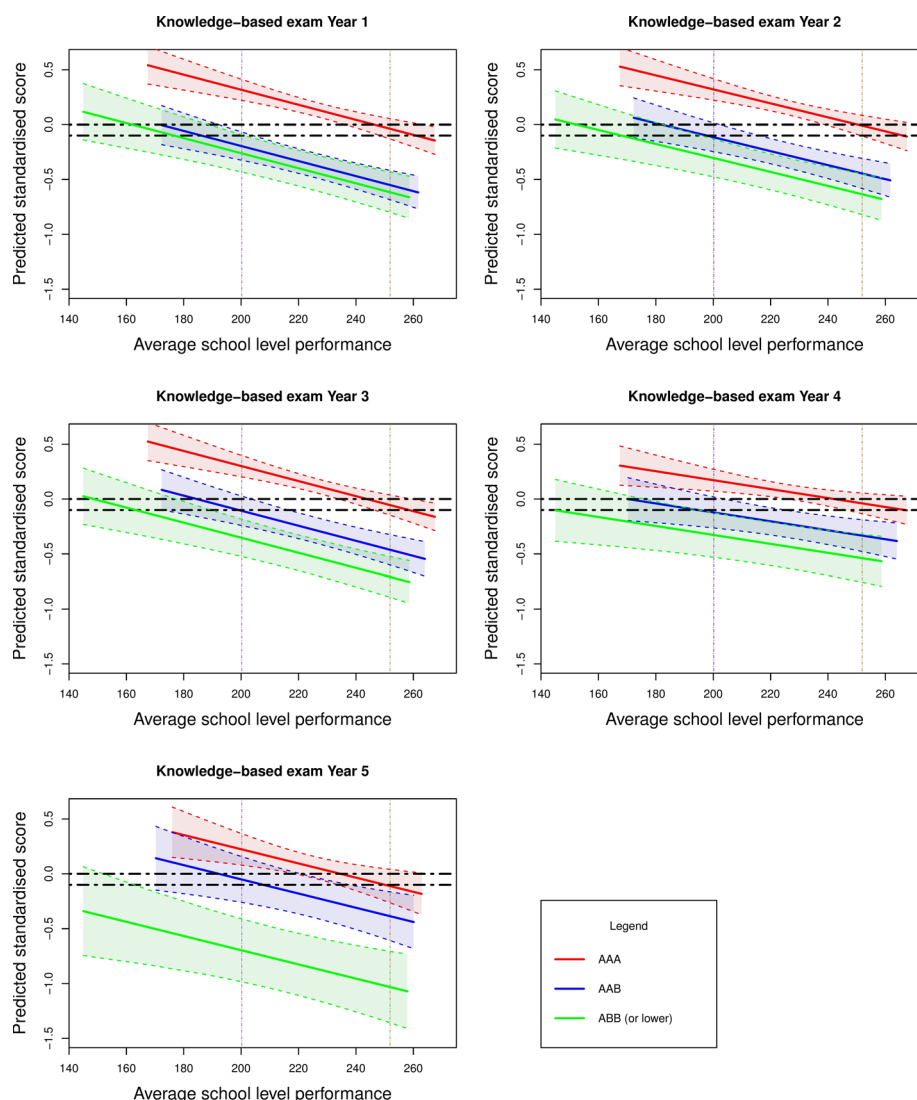 Knowledge−based exam Year 1
Predicted standardised score
0.5
0.0
−0.5
−1.0
−1.5
140 160 180 200 220 240 260
Average school level performance
Knowledge−based exam Year 2
Predicted standardised score
0.5
0.0
−0.5
−1.0
−1.5
140 160 180 200 220 240 260
Average school level performance
Knowledge−based exam Year 3
Predicted standardised score
0.5
0.0
−0.5
−1.0
−1.5
140 160 180 200 220 240 260
Average school level performance
Knowledge−based exam Year 4
Predicted standardised score
0.5
0.0
−0.5
−1.0
−1.5
140 160 180 200 220 240 260
Average school level performance
Knowledge−based exam Year 5
Predicted standardised score
0.5
0.0
−0.5
−1.0
−1.5
140 160 180 200 220 240 260
Average school level performance
Legend
AAA
AAB
ABB (or lower)